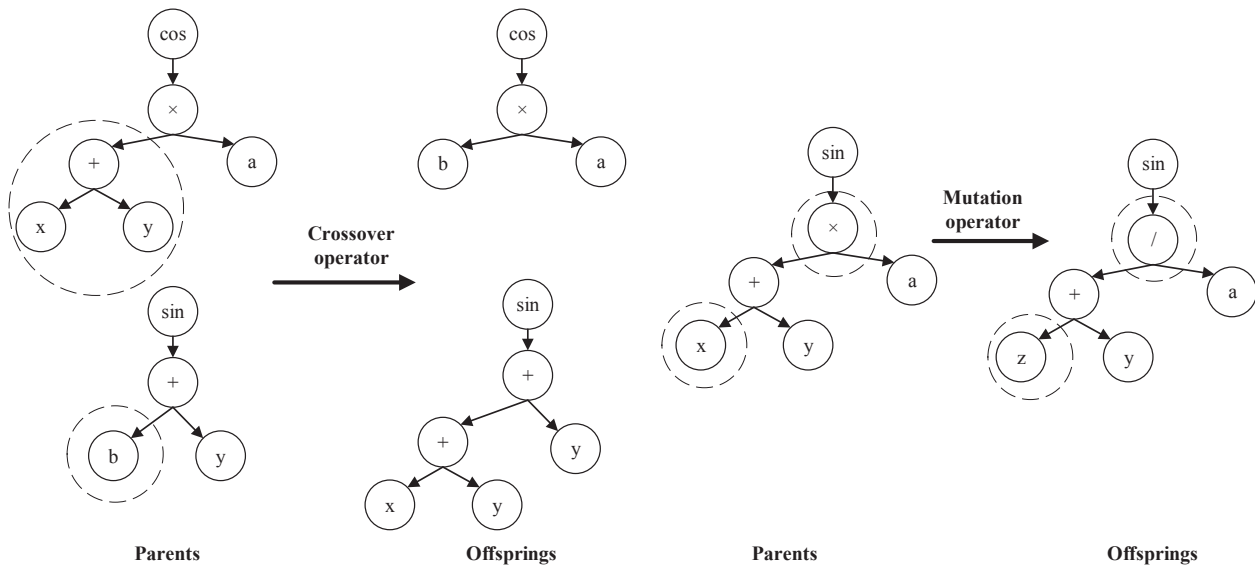 cos
×
+
a
x
y
sin
+
b
y
Parents
Crossover
operator
cos
×
b
a
sin
+
+
y
x
y
Offsprings
sin
×
+
a
x
y
Parents
Mutation
operator
sin
/
+
a
z
y
Offsprings